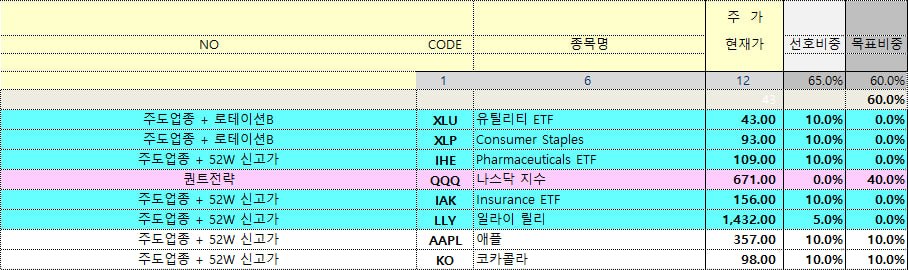 주 가
NO CODE 종목명 현재가 선호비중 목표비중
1 6 12 65.0% 60.0%
43 60.0%
주도업종 + 로테이션B XLU 유틸리티 ETF 43.00 10.0% 0.0%
주도업종 + 로테이션B XLP Consumer Staples 93.00 10.0% 0.0%
주도업종 + 52W 신고가 IHE Pharmaceuticals ETF 109.00 10.0% 0.0%
퀀트전략 QQQ 나스닥 지수 671.00 0.0% 40.0%
주도업종 + 52W 신고가 IAK Insurance ETF 156.00 10.0% 0.0%
주도업종 + 52W 신고가 LLY 일라이 릴리 1,432.00 5.0% 0.0%
주도업종 + 52W 신고가 AAPL 애플 357.00 10.0% 10.0%
주도업종 + 52W 신고가 KO 코카콜라 98.00 10.0% 10.0%